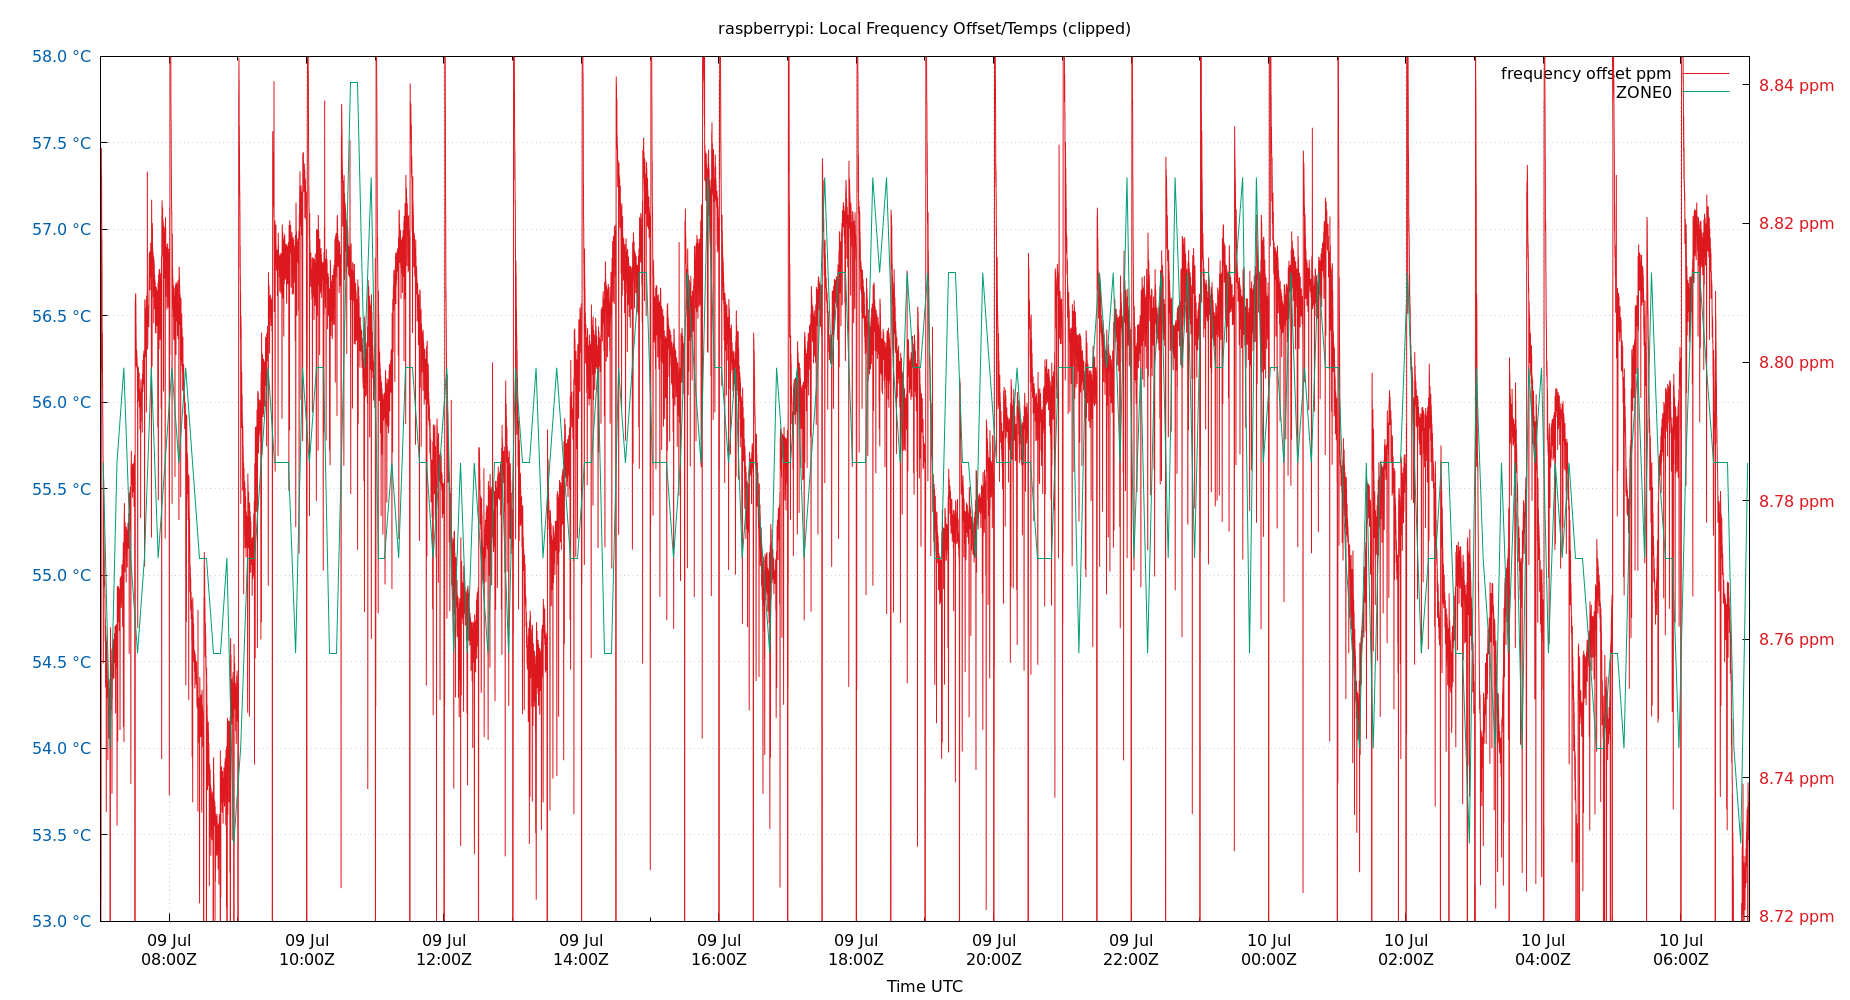 raspberrypi: Local Frequency Offset/Temps (clipped)
frequency offset ppm
ZONE0
58.0 °C
57.5 °C
57.0 °C
56.5 °C
56.0 °C
55.5 °C
55.0 °C
54.5 °C
54.0 °C
53.5 °C
53.0 °C
8.84 ppm
8.82 ppm
8.80 ppm
8.78 ppm
8.76 ppm
8.74 ppm
8.72 ppm
09 Jul 09 Jul 09 Jul 09 Jul 09 Jul 09 Jul 09 Jul 09 Jul 10 Jul 10 Jul 10 Jul 10 Jul
08:00Z 10:00Z 12:00Z 14:00Z 16:00Z 18:00Z 20:00Z 22:00Z 00:00Z 02:00Z 04:00Z 06:00Z
Time UTC